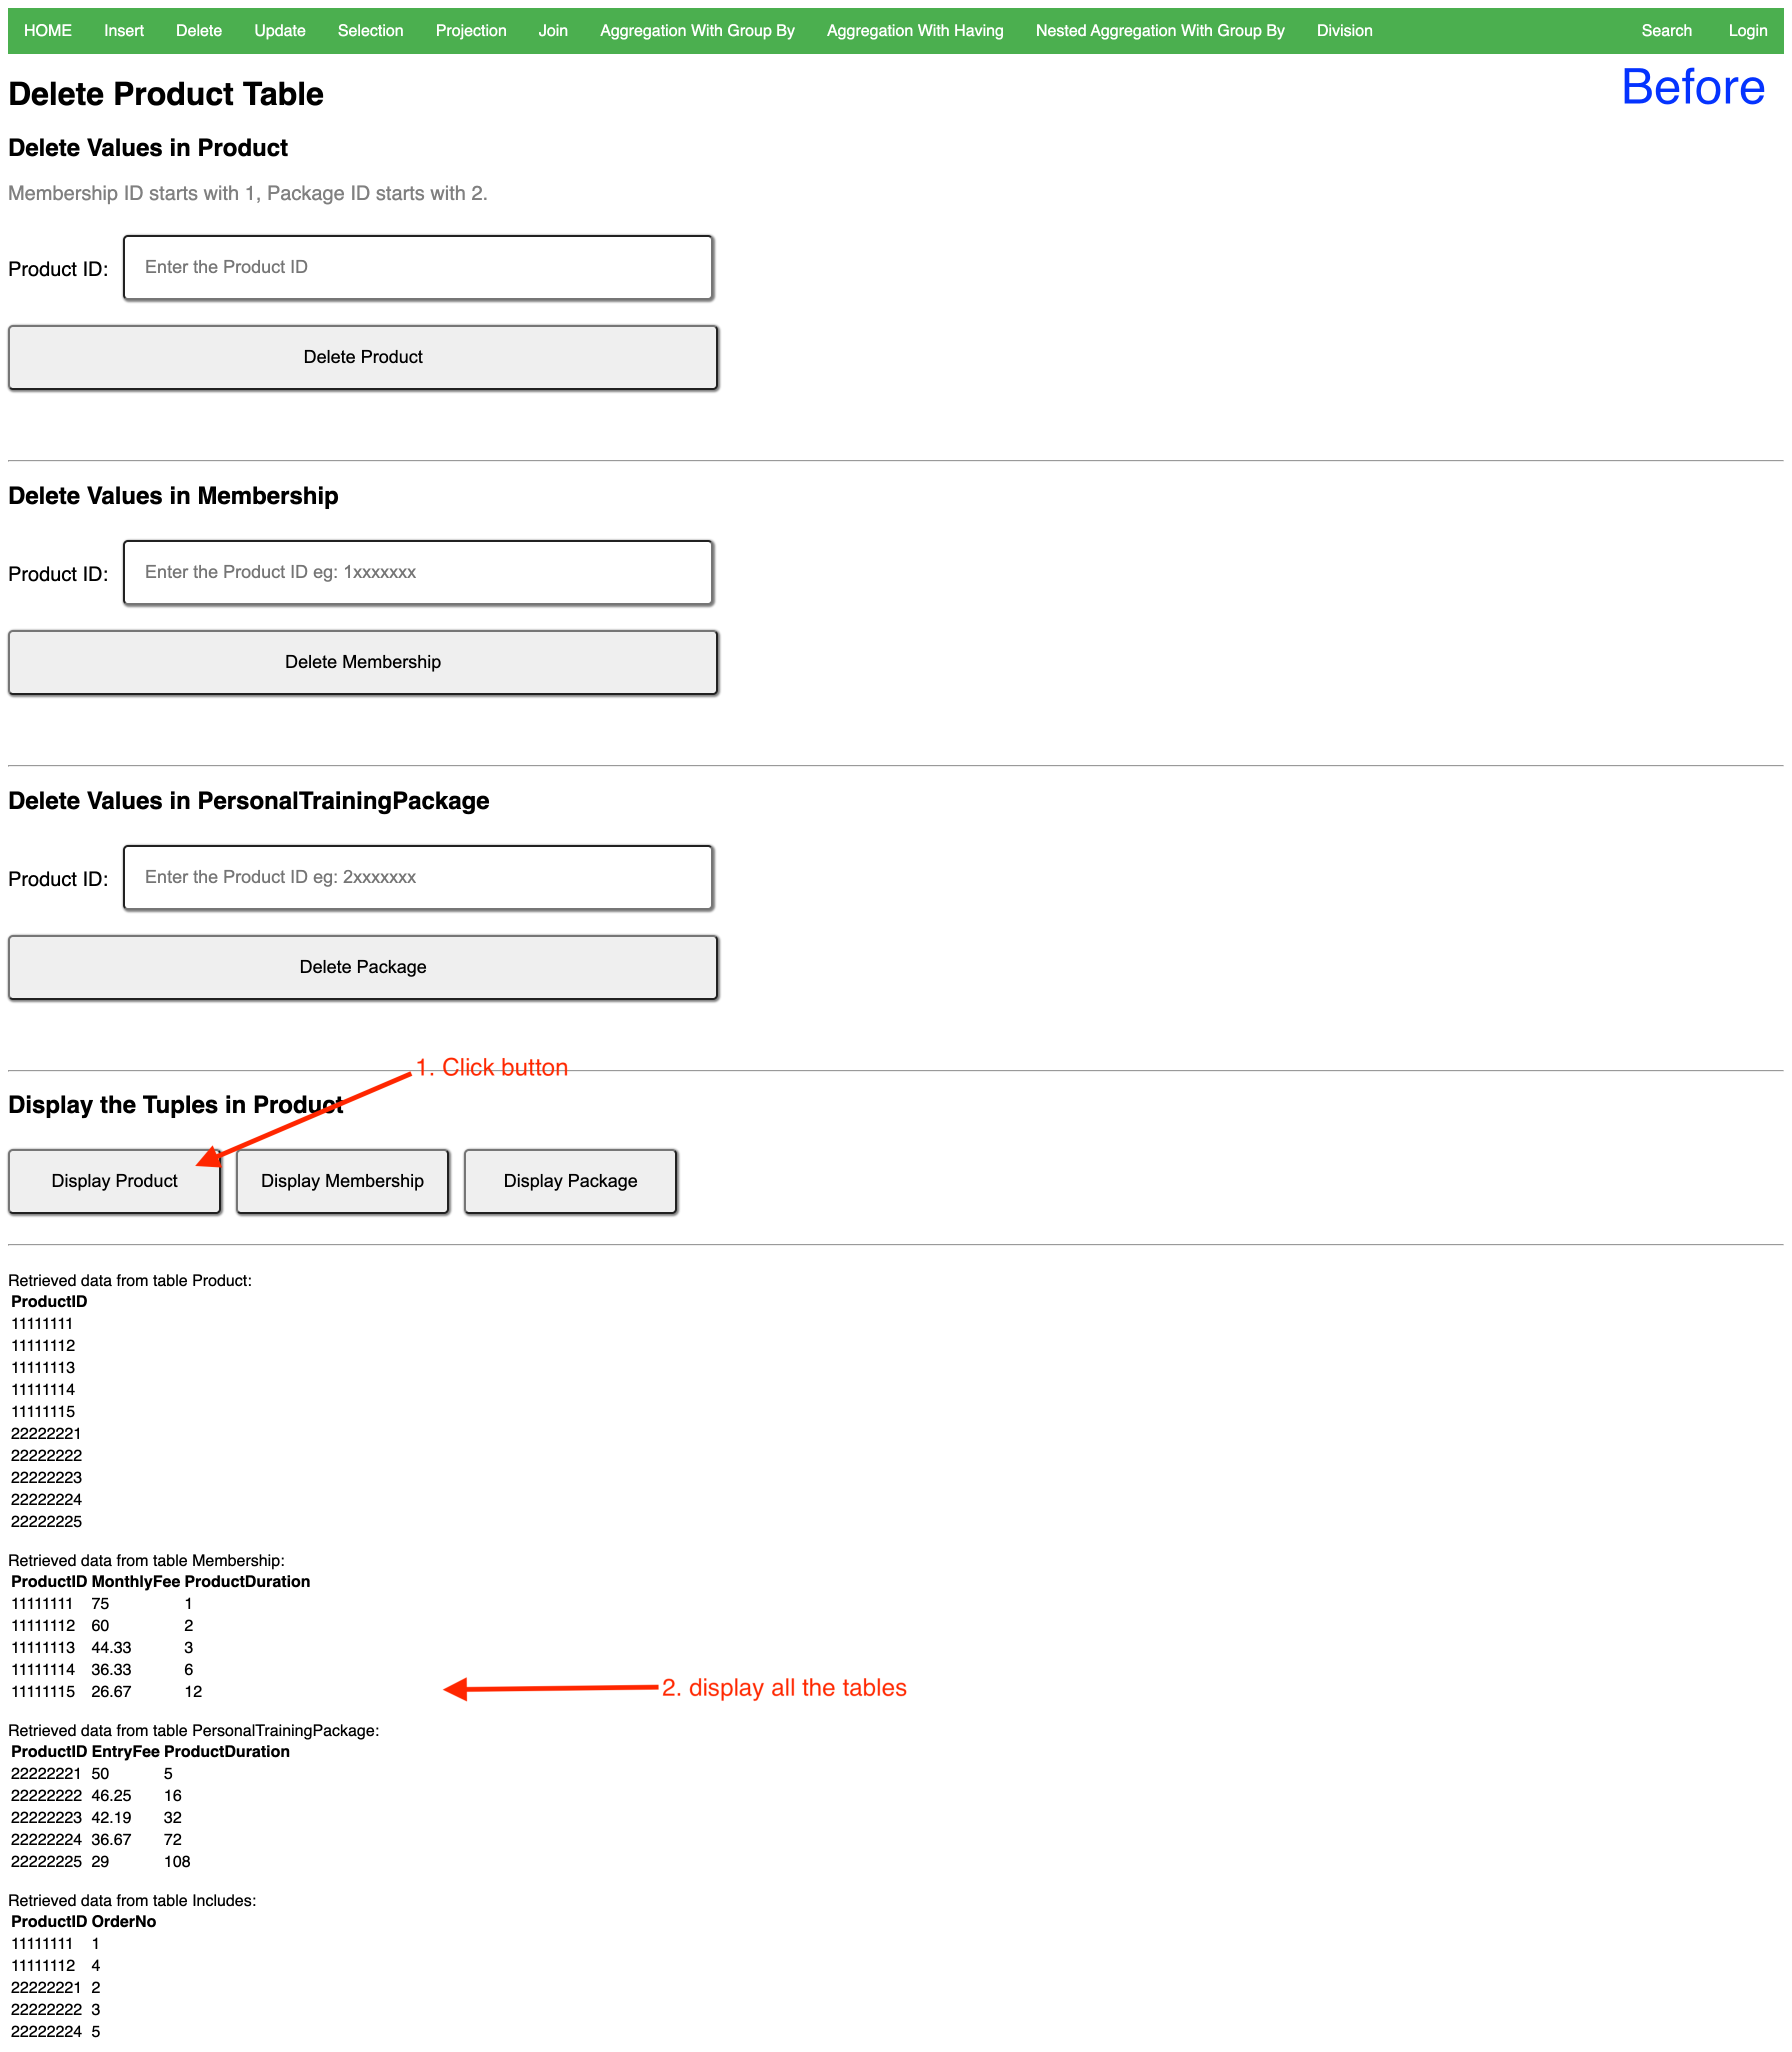 HOME Insert Delete Update Selection Projection Join Aggregation With Group By Aggregation With Having Nested Aggregation With Group By Division Search Login
Before
Delete Product Table
Delete Values in Product
Membership ID starts with 1, Package ID starts with 2.
Product ID: Enter the Product ID
Delete Product
Delete Values in Membership
Product ID: Enter the Product ID eg: 1xxxxxxx
Delete Membership
Delete Values in PersonalTrainingPackage
Product ID: Enter the Product ID eg: 2xxxxxxx
Delete Package
1. Click button
Display the Tuples in Product
Display Product Display Membership Display Package
Retrieved data from table Product:
ProductID
11111111
11111112
11111113
11111114
11111115
22222221
22222222
22222223
22222224
22222225
Retrieved data from table Membership:
ProductID MonthlyFee ProductDuration
11111111 75 1
11111112 60 2
11111113 44.33 3
11111114 36.33 6
11111115 26.67 12
2. display all the tables
Retrieved data from table PersonalTrainingPackage:
ProductID EntryFee ProductDuration
22222221 50 5
22222222 46.25 16
22222223 42.19 32
22222224 36.67 72
22222225 29 108
Retrieved data from table Includes:
ProductID OrderNo
11111111 1
11111112 4
22222221 2
22222222 3
22222224 5